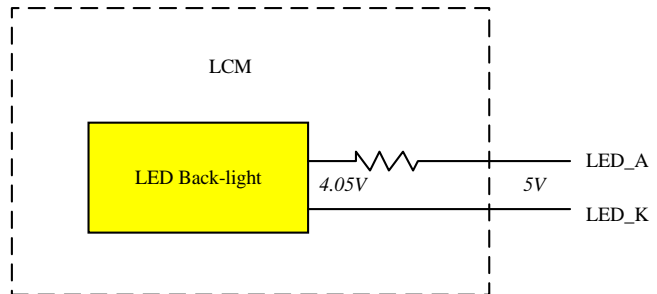 LCM
LED Back-light
4.05V
5V
LED_A
LED_K